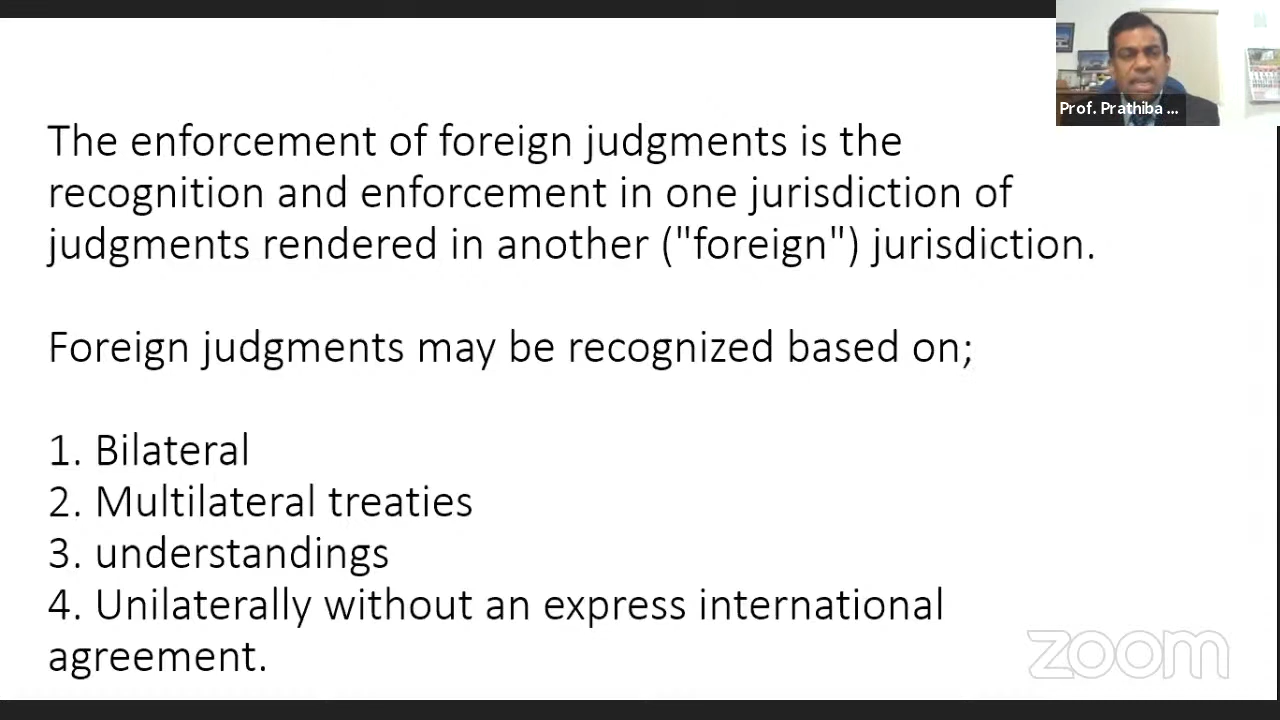 The enforcement of foreign judgments is the
recognition and enforcement in one jurisdiction of
judgments rendered in another ("foreign") jurisdiction.
Foreign judgments may be recognized based on;
1. Bilateral
2. Multilateral treaties
3. understandings
4. Unilaterally without an express international
agreement.
Prof. Prathiba ...
zoom